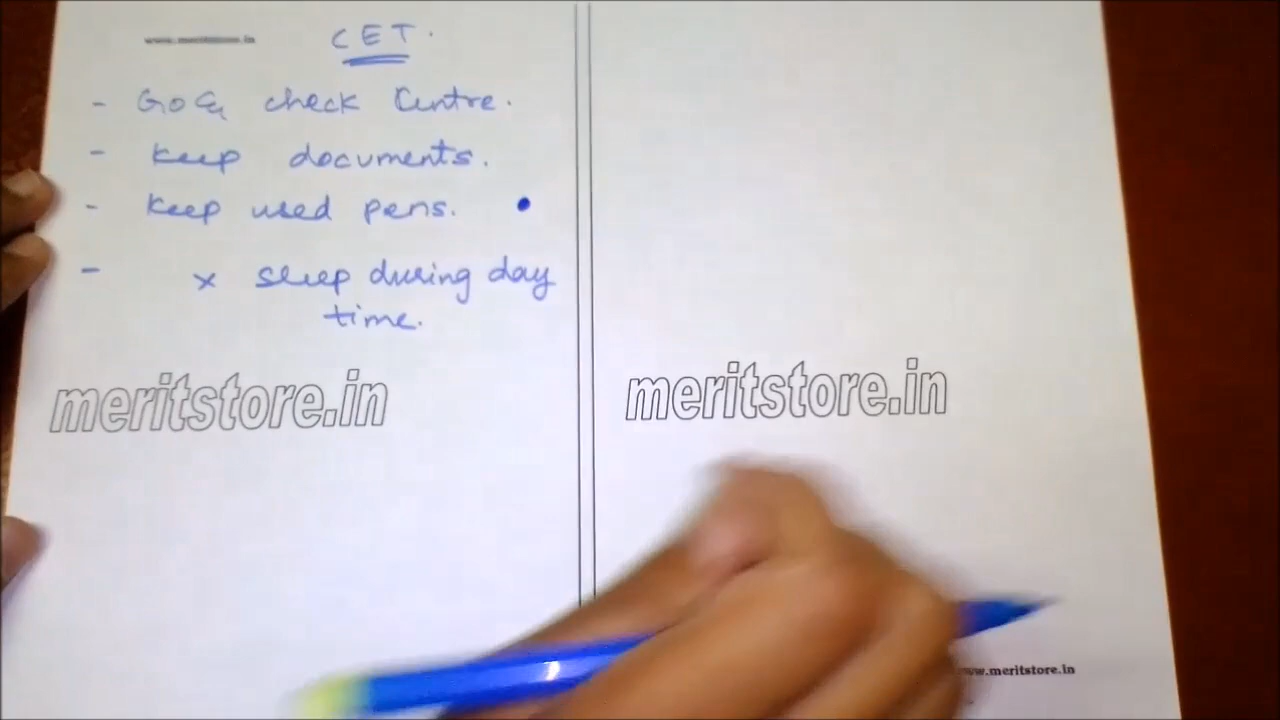 www.meritstore.in
CET.
- Go & check Centre.
- keep documents.
- keep used pens.
- x sleep during day
time.
meritstore.in
meritstore.in
www.meritstore.in